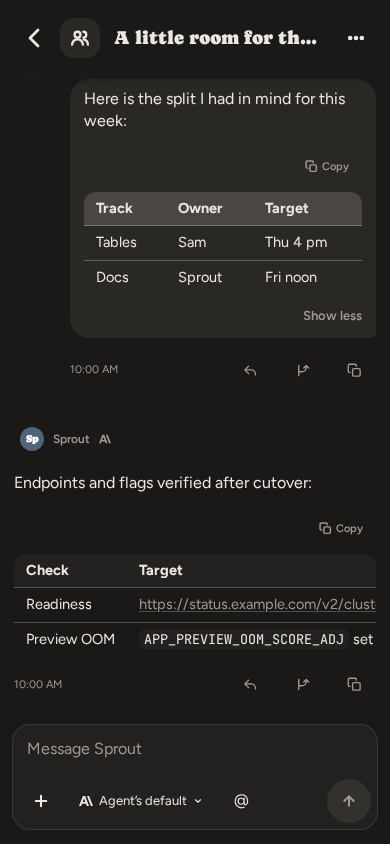 A little room for th...
Here is the split I had in mind for this
week:
Copy
Track Owner Target
Tables Sam Thu 4 pm
Docs Sprout Fri noon
Show less
10:00 AM
Sp Sprout A\
Endpoints and flags verified after cutover:
Copy
Check Target
Readiness https://status.example.com/v2/clust
Preview OOM APP_PREVIEW_OOM_SCORE_ADJ set
10:00 AM
Message Sprout
A\ Agent's default @